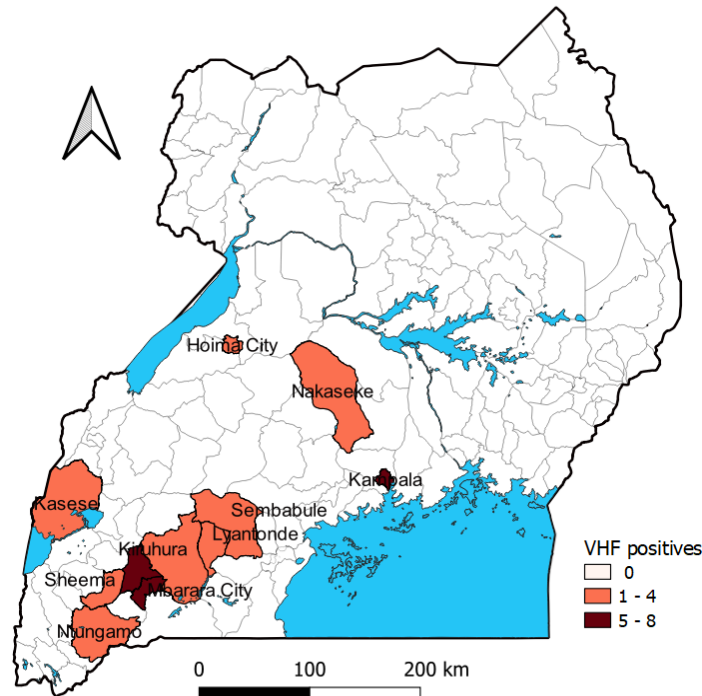 Hoima City
Nakaseke
Kampala
Kasese
Sembabule
Lyantonde
Kiruhura
Sheema
Mbarara City
Ntungamo
VHF positives
0
1 - 4
5 - 8
0 100 200 km